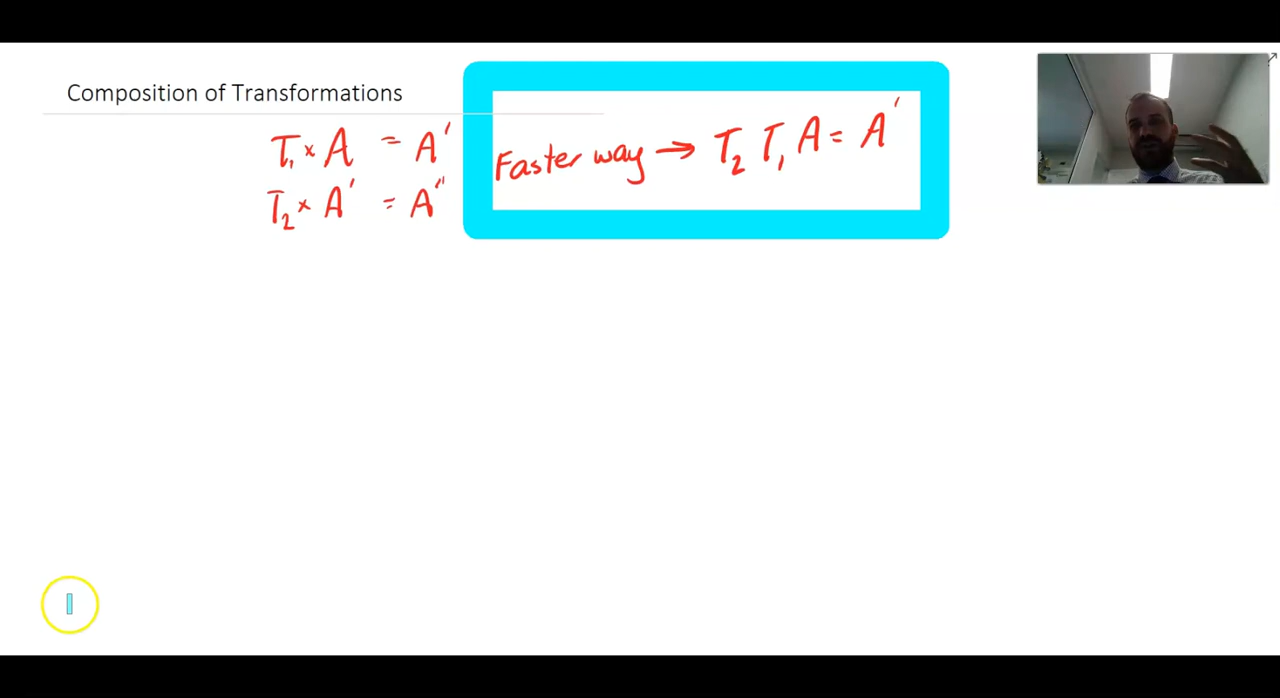 Composition of Transformations
T₁ × A = A'
T₂ × A' = A"
Faster way → T₂ T₁ A = A'